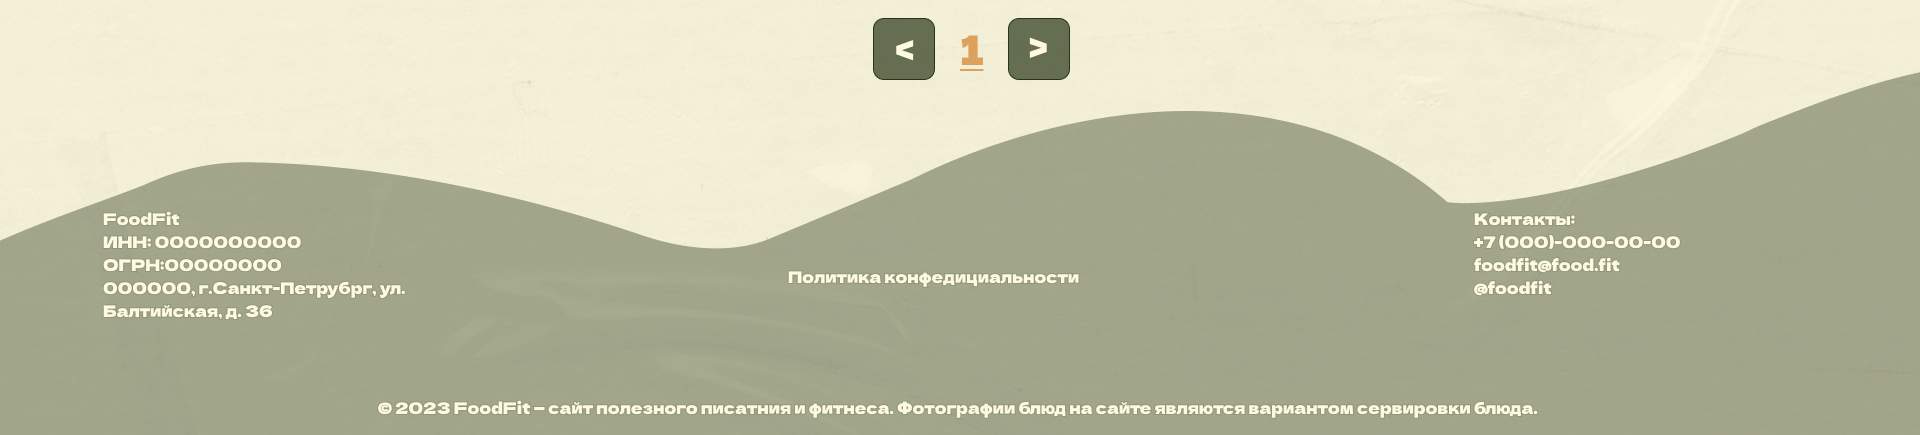 < 1 >
FoodFit
ИНН: 0000000000
ОГРН:00000000
000000, г.Санкт-Петрубрг, ул.
Балтийская, д. 36
Политика конфедициальности
Контакты:
+7 (000)-000-00-00
foodfit@food.fit
@foodfit
© 2023 FoodFit – сайт полезного писатния и фитнеса. Фотографии блюд на сайте являются вариантом сервировки блюда.